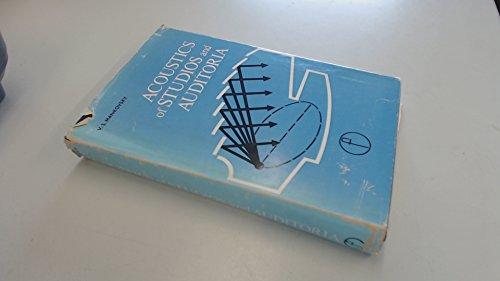 V. S. MANKOVSKY
ACOUSTICS
of STUDIOS and
AUDITORIA
AUDITORIA